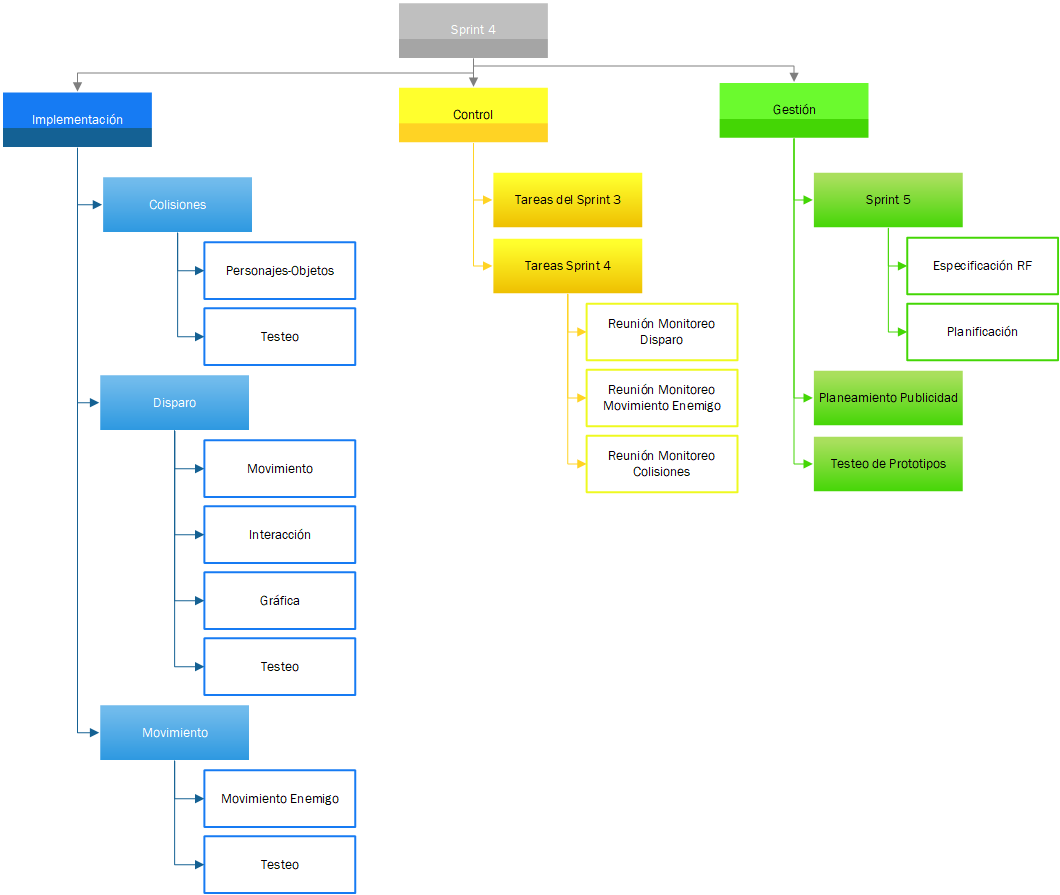 Sprint 4
Implementación
Colisiones
Personajes-Objetos
Testeo
Disparo
Movimiento
Interacción
Gráfica
Testeo
Movimiento
Movimiento Enemigo
Testeo
Control
Tareas del Sprint 3
Tareas Sprint 4
Reunión Monitoreo
Disparo
Reunión Monitoreo
Movimiento Enemigo
Reunión Monitoreo
Colisiones
Gestión
Sprint 5
Especificación RF
Planificación
Planeamiento Publicidad
Testeo de Prototipos